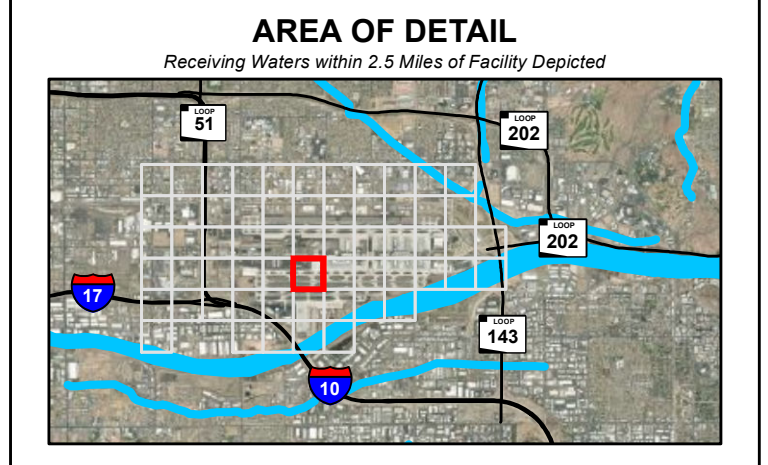 AREA OF DETAIL
Receiving Waters within 2.5 Miles of Facility Depicted
LOOP
51
LOOP
202
LOOP
202
17
LOOP
143
10